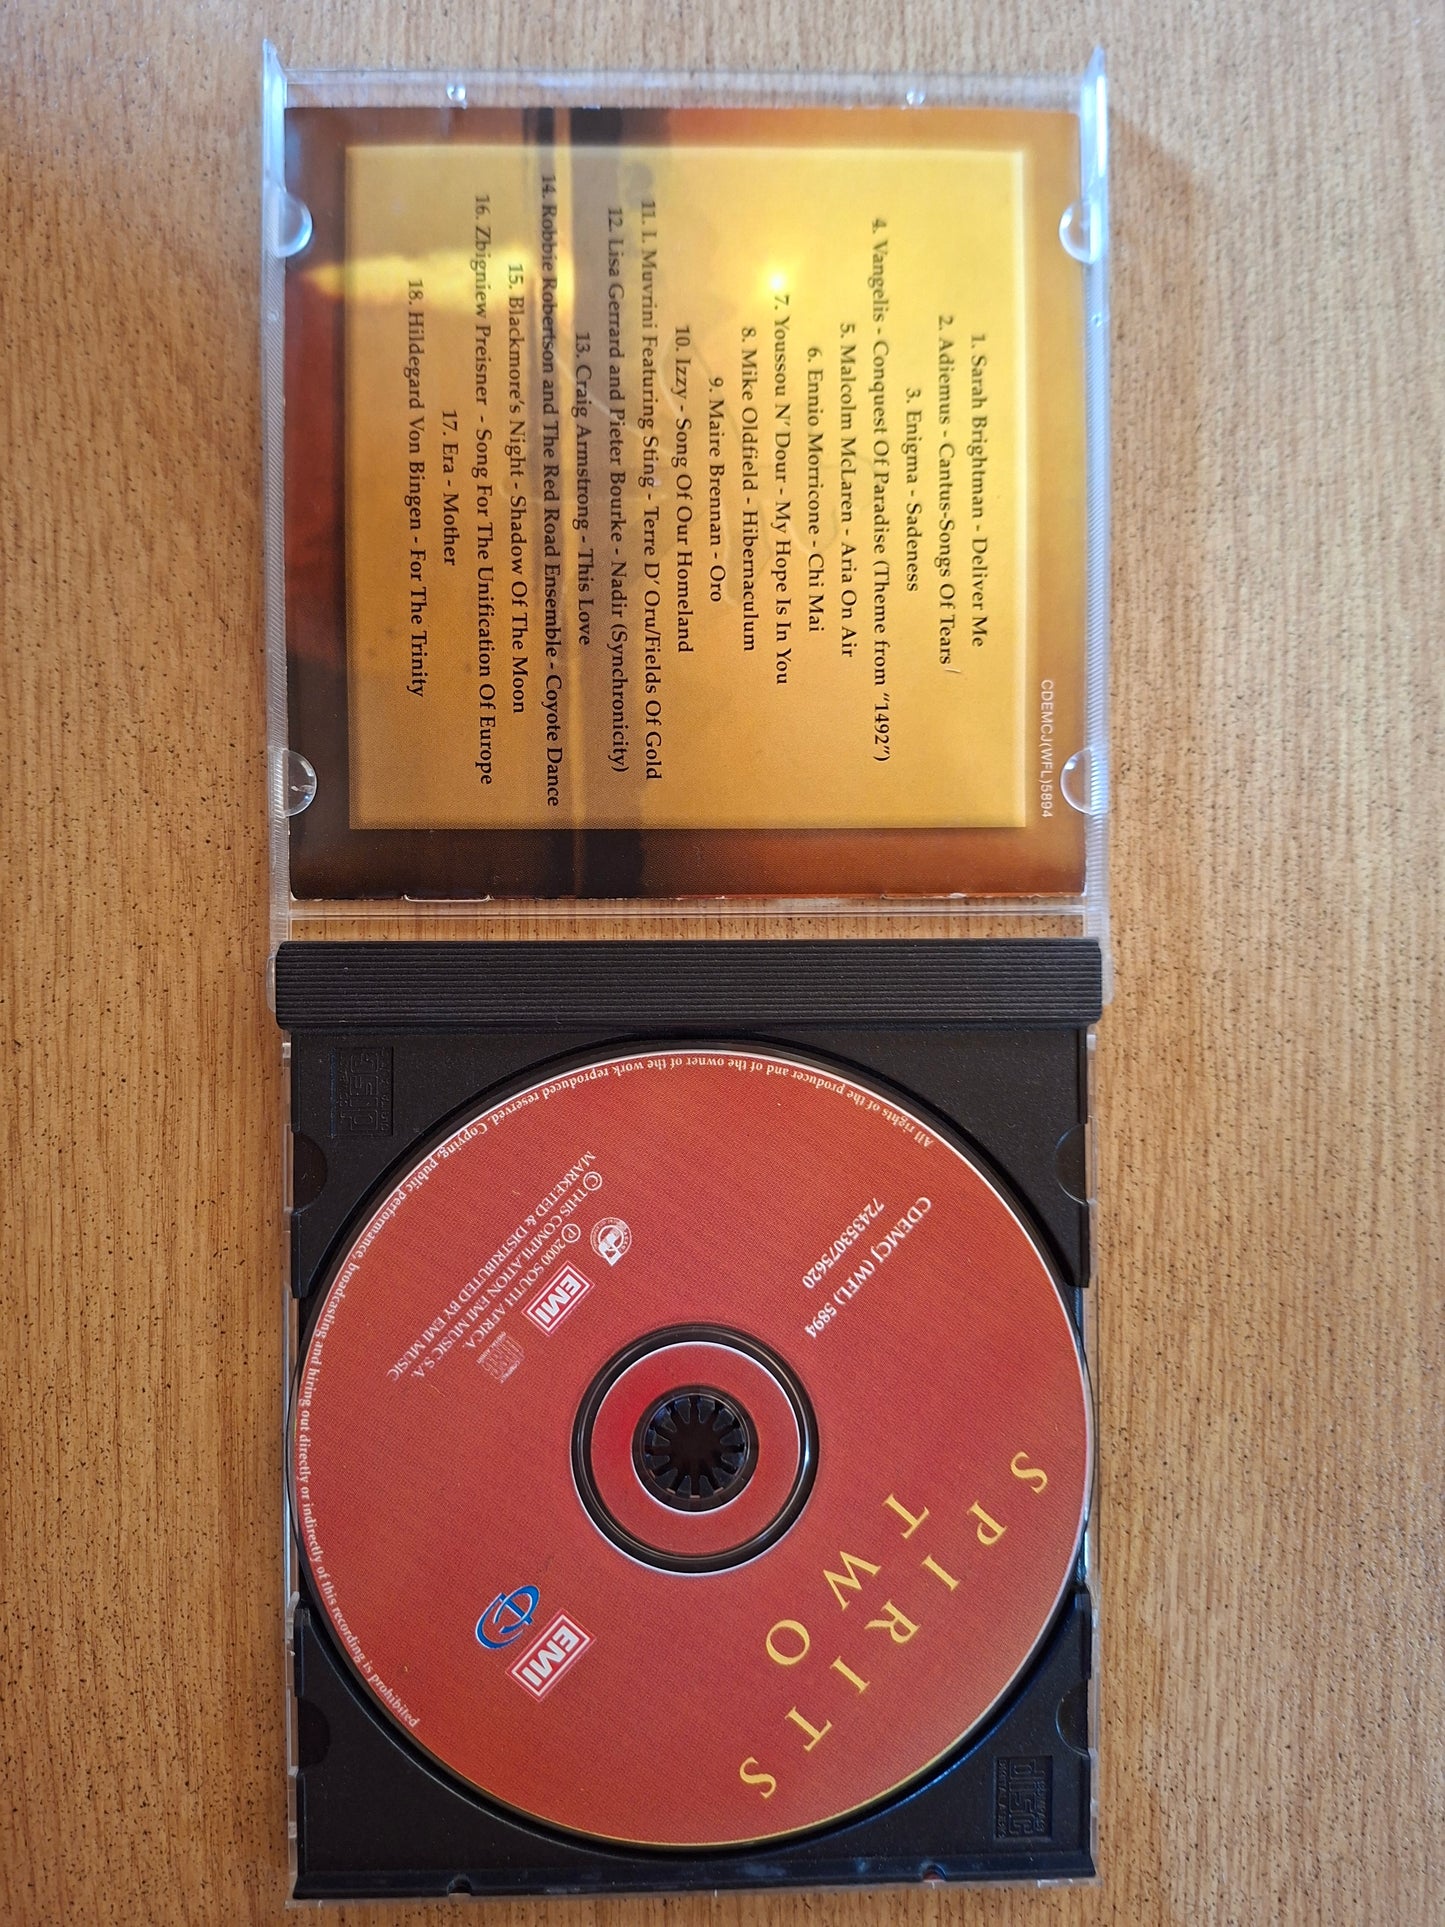 CDEMCJ(WFL)5894
1. Sarah Brightman - Deliver Me
2. Adiemus - Cantus-Songs Of Tears/
3. Enigma - Sadeness
4. Vangelis - Conquest Of Paradise (Theme from "1492")
5. Malcolm McLaren - Aria On Air
6. Ennio Morricone - Chi Mai
7. Youssou N' Dour - My Hope Is In You
8. Mike Oldfield - Hibernaculum
9. Maire Brennan - Oro
10. Izzy - Song Of Our Homeland
11. I. Muvrini Featuring Sting - Terre D' Oru/Fields Of Gold
12. Lisa Gerrard and Pieter Bourke - Nadir (Synchronicity)
13. Craig Armstrong - This Love
14. Robbie Robertson and The Red Road Ensemble - Coyote Dance
15. Blackmore's Night - Shadow Of The Moon
16. Zbigniew Preisner - Song For The Unification Of Europe
17. Era - Mother
18. Hildegard Von Bingen - For The Trinity
SPIRITS
TWO
CDEMCJ (WFL) 5894
724353075620
EMI
EMI
℗ 2000 SOUTH AFRICA.
© THIS COMPILATION EMI MUSIC S.A.
MARKETED & DISTRIBUTED BY EMI MUSIC
All rights of the producer and of the owner of the work reproduced reserved. Copying, public performance, broadcasting and hiring out directly or indirectly of this recording is prohibited
COMPACT
disc
DIGITAL AUDIO